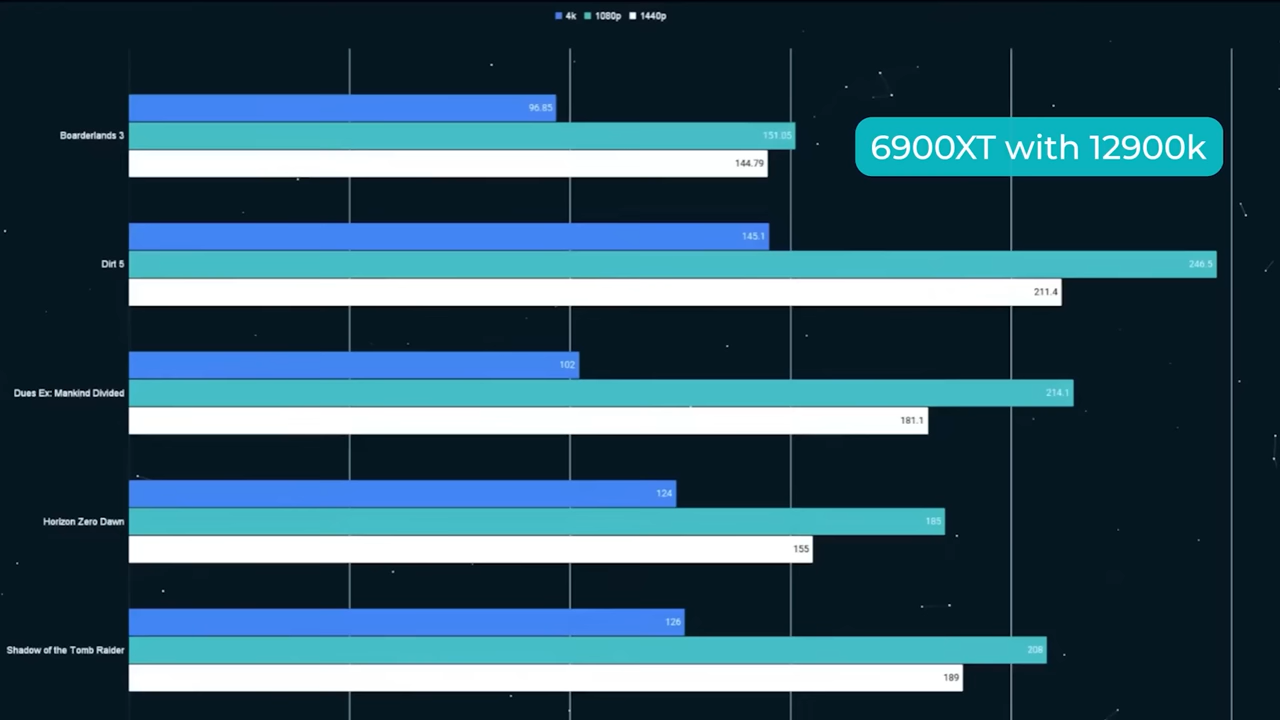 4k 1080p 1440p
6900XT with 12900k
Boarderlands 3
96.85
151.05
144.79
Dirt 5
145.1
246.5
211.4
Dues Ex: Mankind Divided
102
214.1
181.1
Horizon Zero Dawn
124
185
155
Shadow of the Tomb Raider
126
208
189